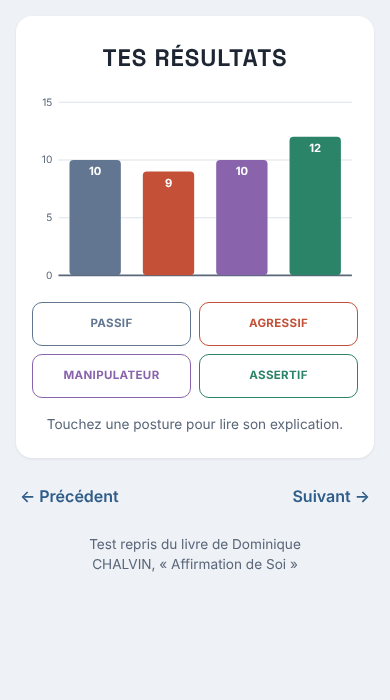 TES RÉSULTATS
15
10
5
0
10
9
10
12
PASSIF
AGRESSIF
MANIPULATEUR
ASSERTIF
Touchez une posture pour lire son explication.
← Précédent
Suivant →
Test repris du livre de Dominique
CHALVIN, « Affirmation de Soi »